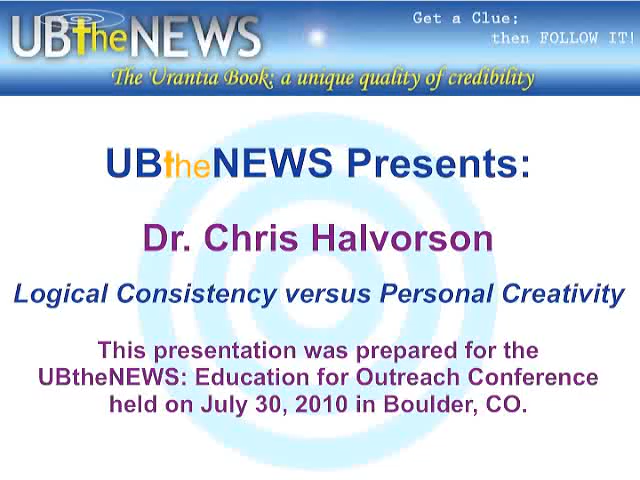 UBtheNEWS
Get a Clue;
then FOLLOW IT!
The Urantia Book: a unique quality of credibility
UBtheNEWS Presents:
Dr. Chris Halvorson
Logical Consistency versus Personal Creativity
This presentation was prepared for the
UBtheNEWS: Education for Outreach Conference
held on July 30, 2010 in Boulder, CO.